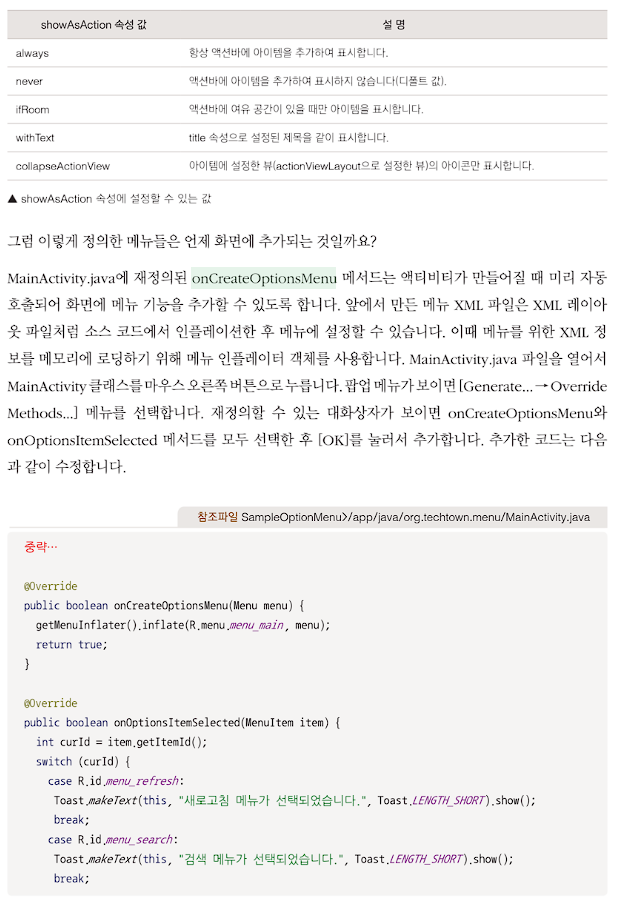 showAsAction 속성 값 설 명
always 항상 액션바에 아이템을 추가하여 표시합니다.
never 액션바에 아이템을 추가하여 표시하지 않습니다(디폴트 값).
ifRoom 액션바에 여유 공간이 있을 때만 아이템을 표시합니다.
withText title 속성으로 설정된 제목을 같이 표시합니다.
collapseActionView 아이템에 설정한 뷰(actionViewLayout으로 설정한 뷰)의 아이콘만 표시합니다.
▲ showAsAction 속성에 설정할 수 있는 값
그럼 이렇게 정의한 메뉴들은 언제 화면에 추가되는 것일까요?
MainActivity.java에 재정의된 onCreateOptionsMenu 메서드는 액티비티가 만들어질 때 미리 자동
호출되어 화면에 메뉴 기능을 추가할 수 있도록 합니다. 앞에서 만든 메뉴 XML 파일은 XML 레이아
웃 파일처럼 소스 코드에서 인플레이션한 후 메뉴에 설정할 수 있습니다. 이때 메뉴를 위한 XML 정
보를 메모리에 로딩하기 위해 메뉴 인플레이터 객체를 사용합니다. MainActivity.java 파일을 열어서
MainActivity 클래스를 마우스 오른쪽 버튼으로 누릅니다. 팝업 메뉴가 보이면 [Generate... → Override
Methods...] 메뉴를 선택합니다. 재정의할 수 있는 대화상자가 보이면 onCreateOptionsMenu와
onOptionsItemSelected 메서드를 모두 선택한 후 [OK]를 눌러서 추가합니다. 추가한 코드는 다음
과 같이 수정합니다.
참조파일 SampleOptionMenu>/app/java/org.techtown.menu/MainActivity.java
중략…
@Override
public boolean onCreateOptionsMenu(Menu menu) {
getMenuInflater().inflate(R.menu.menu_main, menu);
return true;
}
@Override
public boolean onOptionsItemSelected(MenuItem item) {
int curId = item.getItemId();
switch (curId) {
case R.id.menu_refresh:
Toast.makeText(this, "새로고침 메뉴가 선택되었습니다.", Toast.LENGTH_SHORT).show();
break;
case R.id.menu_search:
Toast.makeText(this, "검색 메뉴가 선택되었습니다.", Toast.LENGTH_SHORT).show();
break;